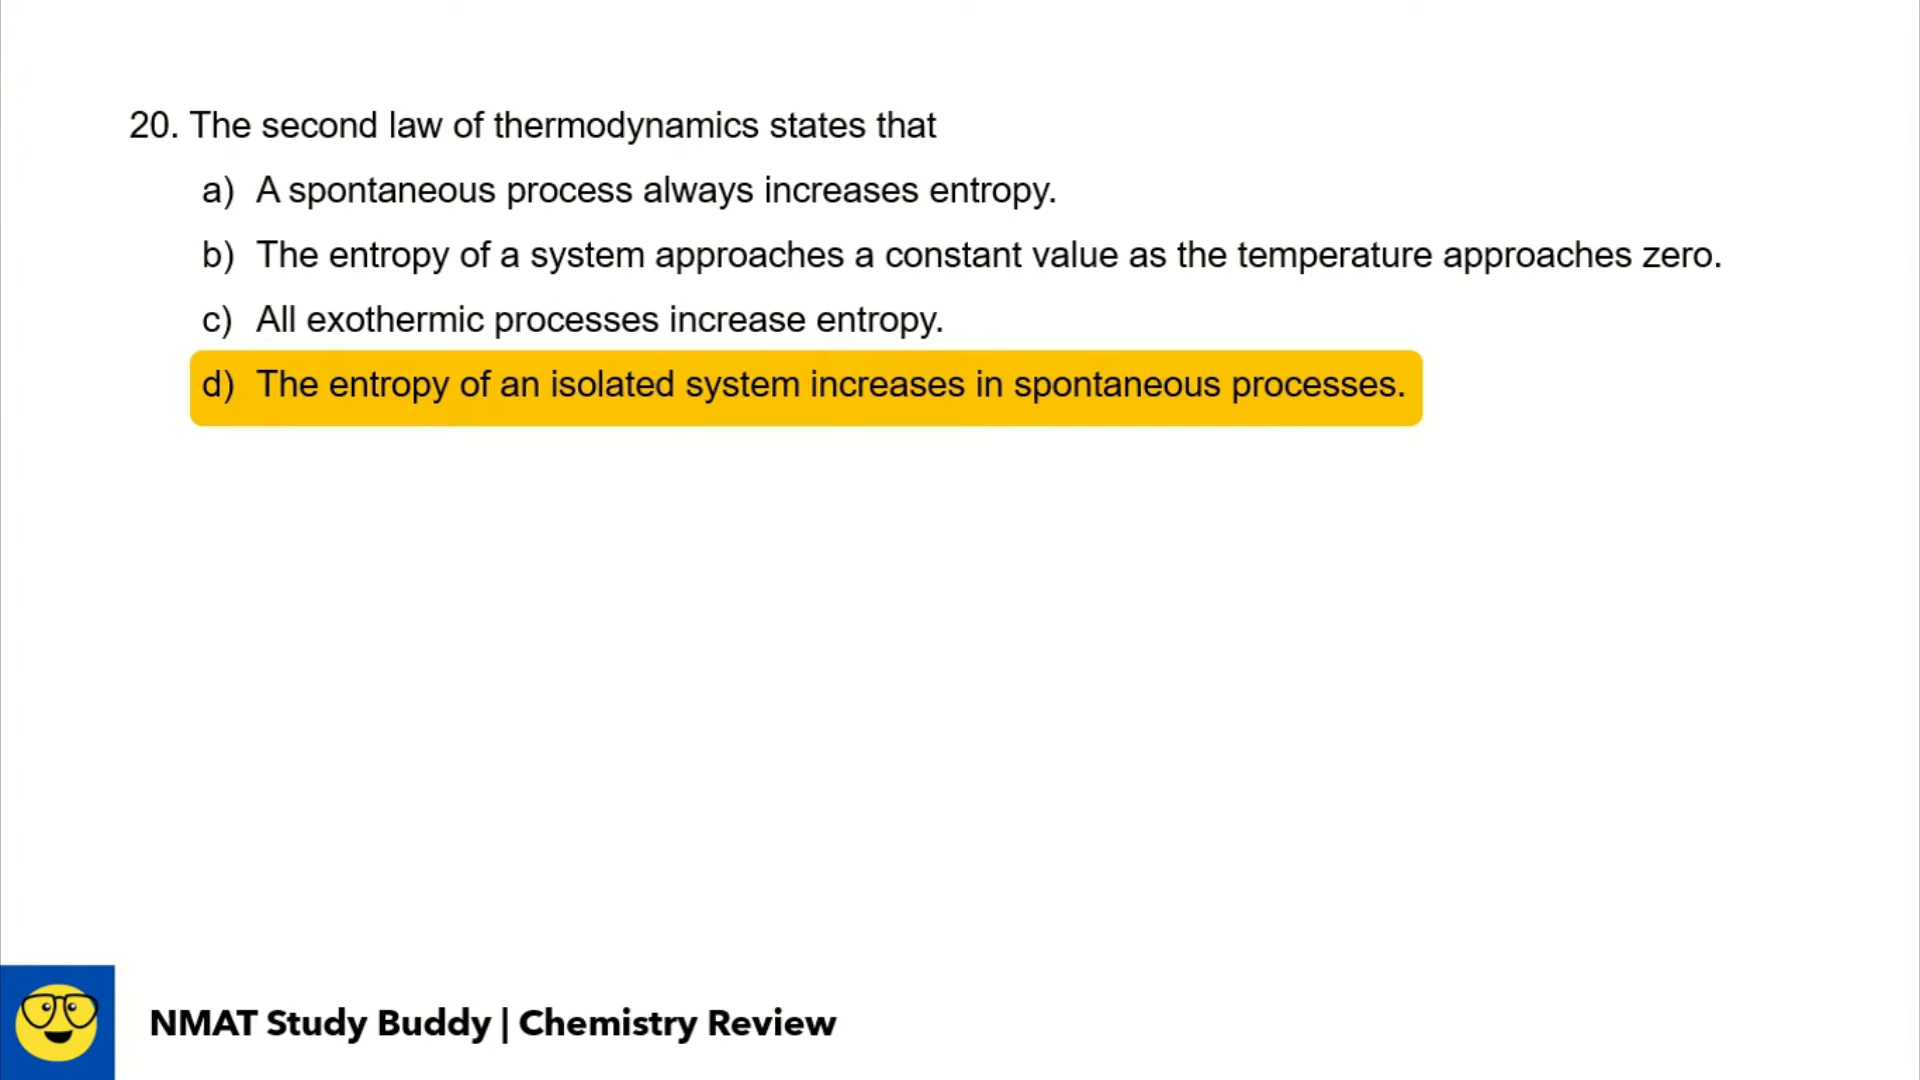 20. The second law of thermodynamics states that
a) A spontaneous process always increases entropy.
b) The entropy of a system approaches a constant value as the temperature approaches zero.
c) All exothermic processes increase entropy.
d) The entropy of an isolated system increases in spontaneous processes.
NMAT Study Buddy | Chemistry Review